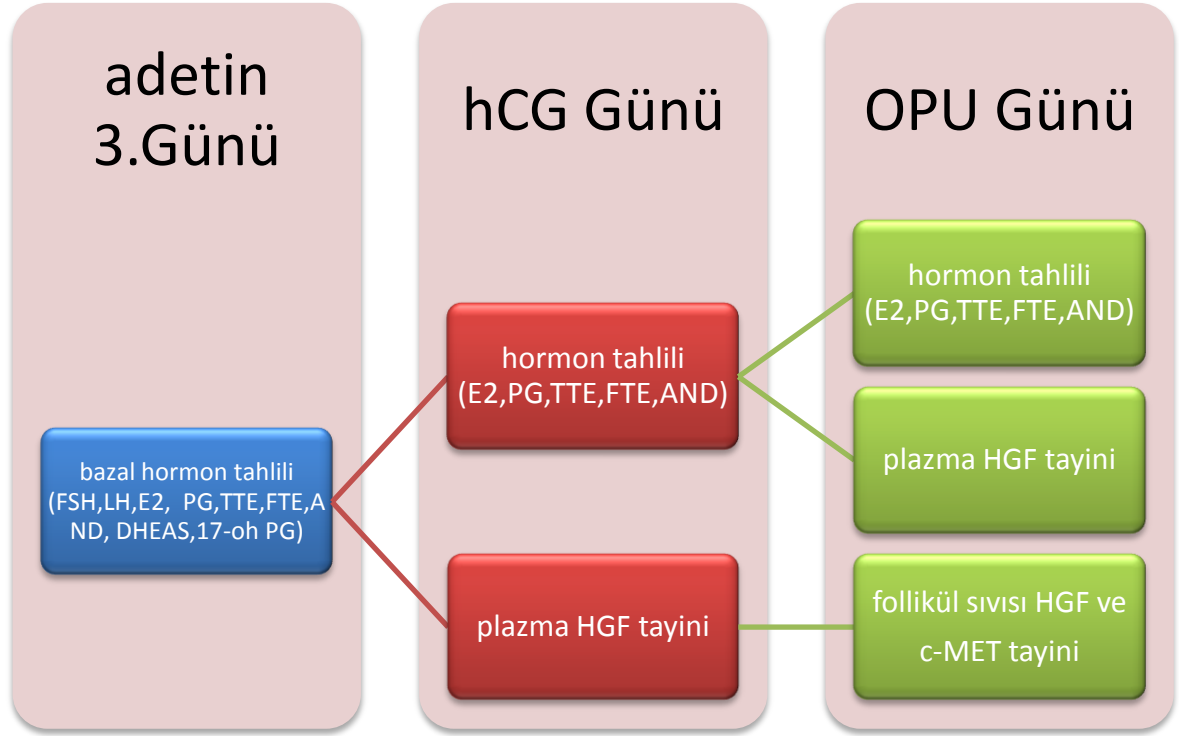 adetin
3.Günü
bazal hormon tahlili
(FSH,LH,E2, PG,TTE,FTE,A
ND, DHEAS,17-oh PG)
hCG Günü
hormon tahlili
(E2,PG,TTE,FTE,AND)
plazma HGF tayini
OPU Günü
hormon tahlili
(E2,PG,TTE,FTE,AND)
plazma HGF tayini
follikül sıvısı HGF ve
c-MET tayini